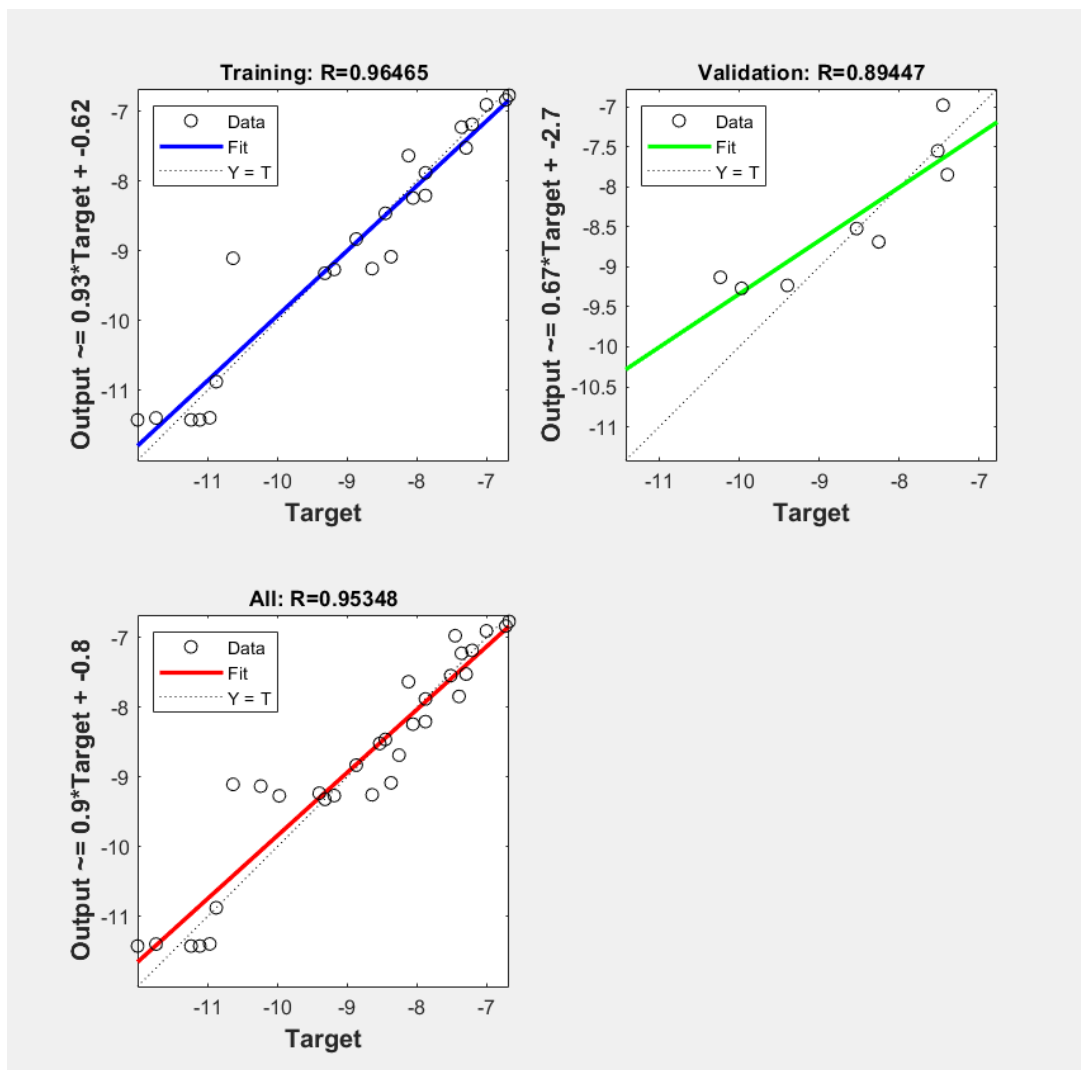 Training: R=0.96465
Output ~= 0.93*Target + -0.62
Data
Fit
Y = T
-7
-8
-9
-10
-11
-11 -10 -9 -8 -7
Target
Validation: R=0.89447
Output ~= 0.67*Target + -2.7
Data
Fit
Y = T
-7
-7.5
-8
-8.5
-9
-9.5
-10
-10.5
-11
-11 -10 -9 -8 -7
Target
All: R=0.95348
Output ~= 0.9*Target + -0.8
Data
Fit
Y = T
-7
-8
-9
-10
-11
-11 -10 -9 -8 -7
Target